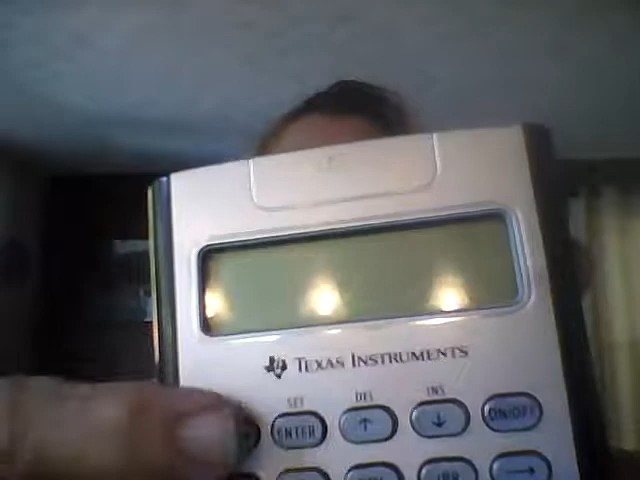 TEXAS INSTRUMENTS
SET DEL INS
ENTER ↑ ↓ ON/OFF